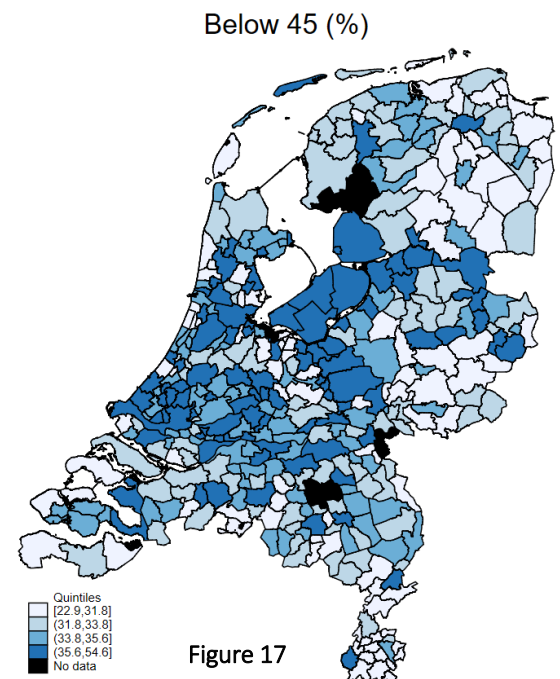 Below 45 (%)
Quintiles
[22.9,31.8]
(31.8,33.8]
(33.8,35.6]
(35.6,54.6]
No data
Figure 17